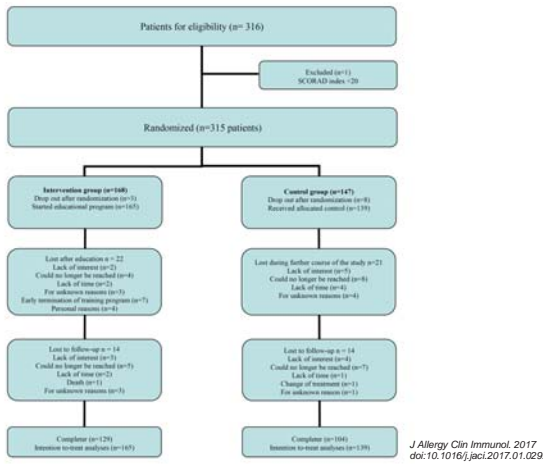 Patients for eligibility (n= 316)
Excluded (n=1)
SCORAD index <20
Randomized (n=315 patients)
Intervention group (n=168)
Drop out after randomization (n=3)
Started educational program (n=165)
Control group (n=147)
Drop out after randomization (n=8)
Received allocated control (n=139)
Lost after education n = 22
Lack of interest (n=2)
Could no longer be reached (n=4)
Lack of time (n=2)
For unknown reasons (n=3)
Early termination of training program (n=7)
Personal reasons (n=4)
Lost during further course of the study n=21
Lack of interest (n=5)
Could no longer be reached (n=8)
Lack of time (n=4)
For unknown reasons (n=4)
Lost to follow-up n = 14
Lack of interest (n=3)
Could no longer be reached (n=5)
Lack of time (n=2)
Death (n=1)
For unknown reasons (n=3)
Lost to follow-up n = 14
Lack of interest (n=4)
Could no longer be reached (n=7)
Lack of time (n=1)
Change of treatment (n=1)
For unknown reason (n=1)
Completer (n=129)
Intention to-treat analyses (n=165)
Completer (n=104)
Intention to-treat analyses (n=139)
J Allergy Clin Immunol. 2017
doi:10.1016/j.jaci.2017.01.029